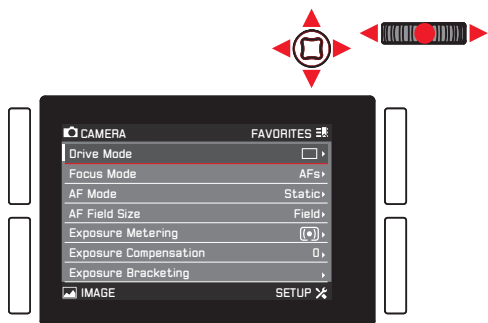 CAMERA FAVORITES
Drive Mode
Focus Mode AFs
AF Mode Static
AF Field Size Field
Exposure Metering
Exposure Compensation 0
Exposure Bracketing
IMAGE SETUP